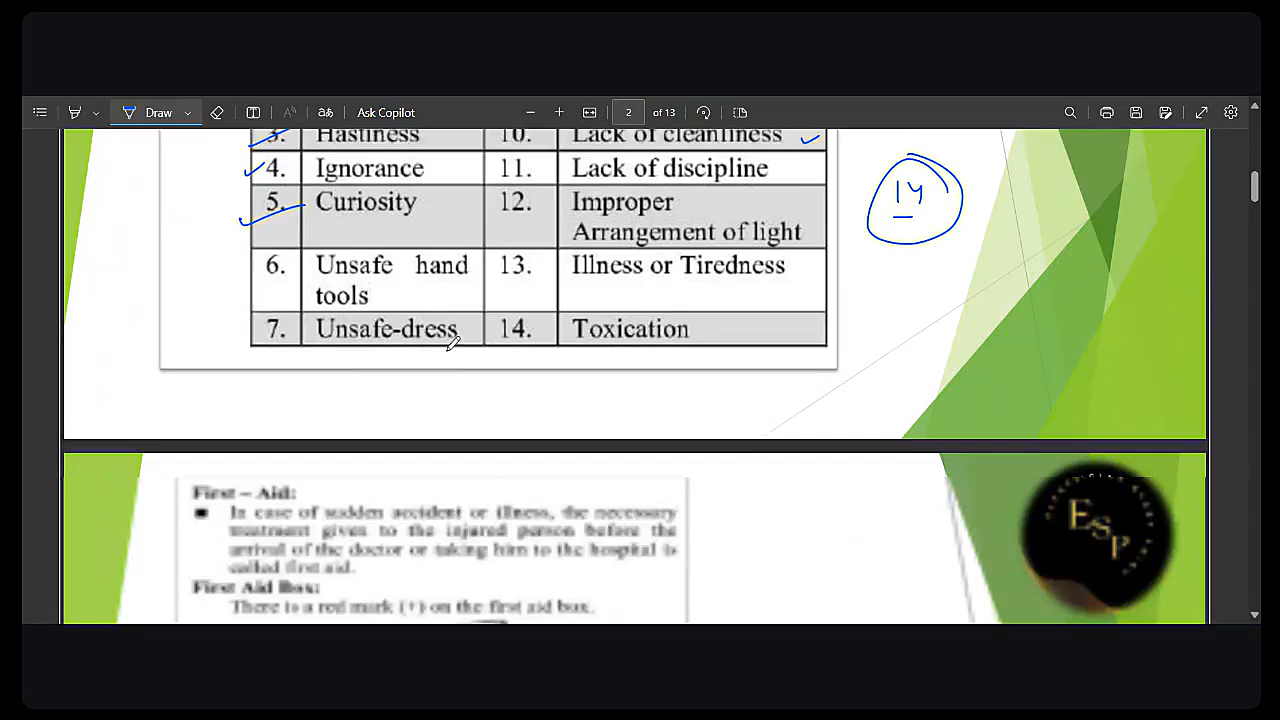 Draw
Ask Copilot
2 of 13
3. Hastiness 10. Lack of cleanliness
4. Ignorance 11. Lack of discipline
5. Curiosity 12. Improper
Arrangement of light
6. Unsafe hand 13. Illness or Tiredness
tools
7. Unsafe-dress 14. Toxication
14
First – Aid:
In case of sudden accident or illness, the necessary
treatment given to the injured person before the
arrival of the doctor or taking him to the hospital is
called first aid.
First Aid Box:
There is a red mark (+) on the first aid box.
ESP